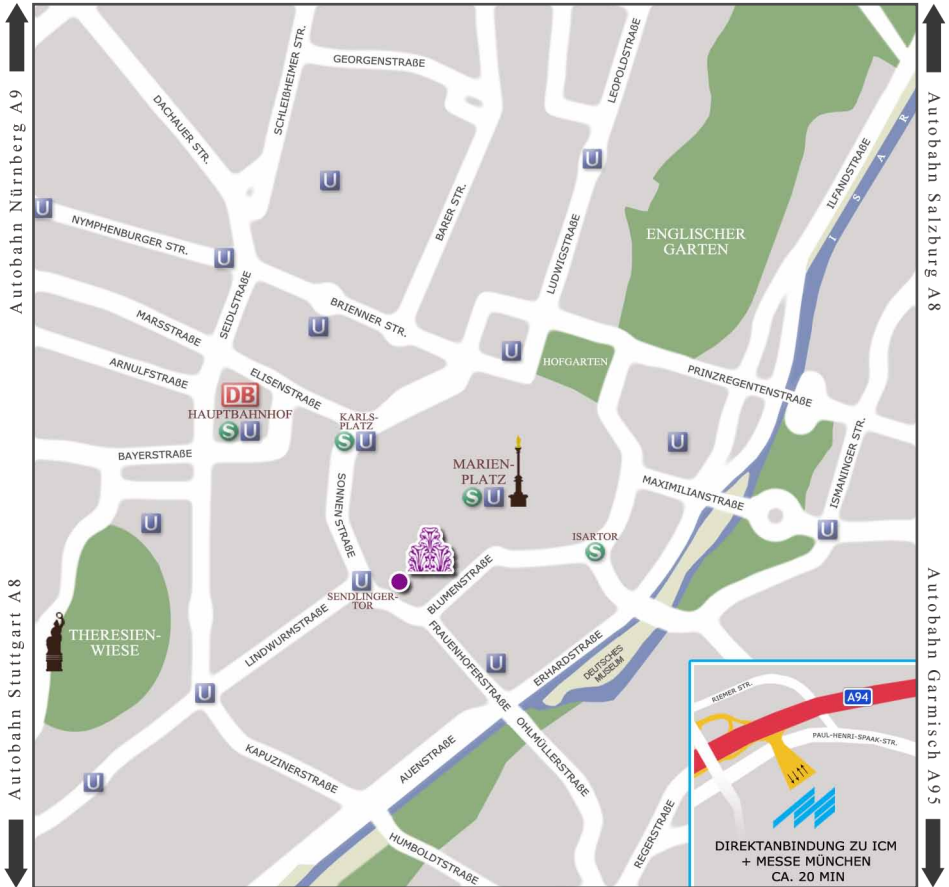 Autobahn Nürnberg A9
Autobahn Stuttgart A8
Autobahn Salzburg A8
Autobahn Garmisch A95
GEORGENSTRAßE
SCHLEIßHEIMER STR.
LEOPOLDSTRAßE
DACHAUER STR.
U
U
U
ILFANDSTRAßE
I S A R
BARER STR.
NYMPHENBURGER STR.
U
LUDWIGSTRAßE
ENGLISCHER
GARTEN
SEIDLSTRAßE
MARSSTRAßE
BRIENNER STR.
U
U
HOFGARTEN
ARNULFSTRAßE
ELISENSTRAßE
PRINZREGENTENSTRAßE
DB
HAUPTBAHNHOF
S U
KARLS-
PLATZ
S U
U
ISMANINGER STR.
BAYERSTRAßE
MARIEN-
PLATZ
S U
MAXIMILIANSTRAßE
SONNEN STRAßE
U
U
ISARTOR
S
U
SENDLINGER-
TOR
BLUMENSTRAßE
THERESIEN-
WIESE
LINDWURMSTRAßE
FRAUENHOFERSTRAßE
U
ERHARDSTRAßE
DEUTSCHES
MUSEUM
U
OHLMÜLLERSTRAßE
KAPUZINERSTRAßE
AUENSTRAßE
U
HUMBOLDTSTRAßE
REGERSTRAßE
RIEMER STR.
A94
PAUL-HENRI-SPAAK-STR.
DIREKTANBINDUNG ZU ICM
+ MESSE MÜNCHEN
CA. 20 MIN